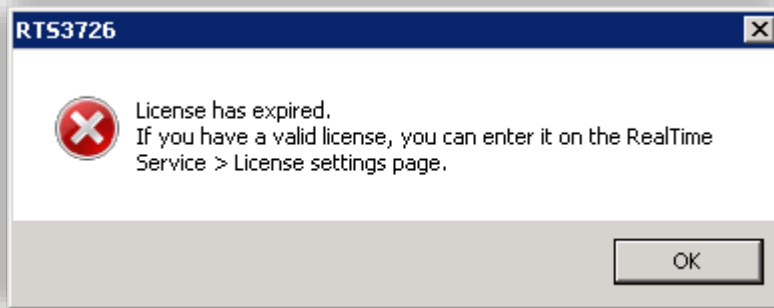 RTS3726
License has expired.
If you have a valid license, you can enter it on the RealTime
Service > License settings page.
OK